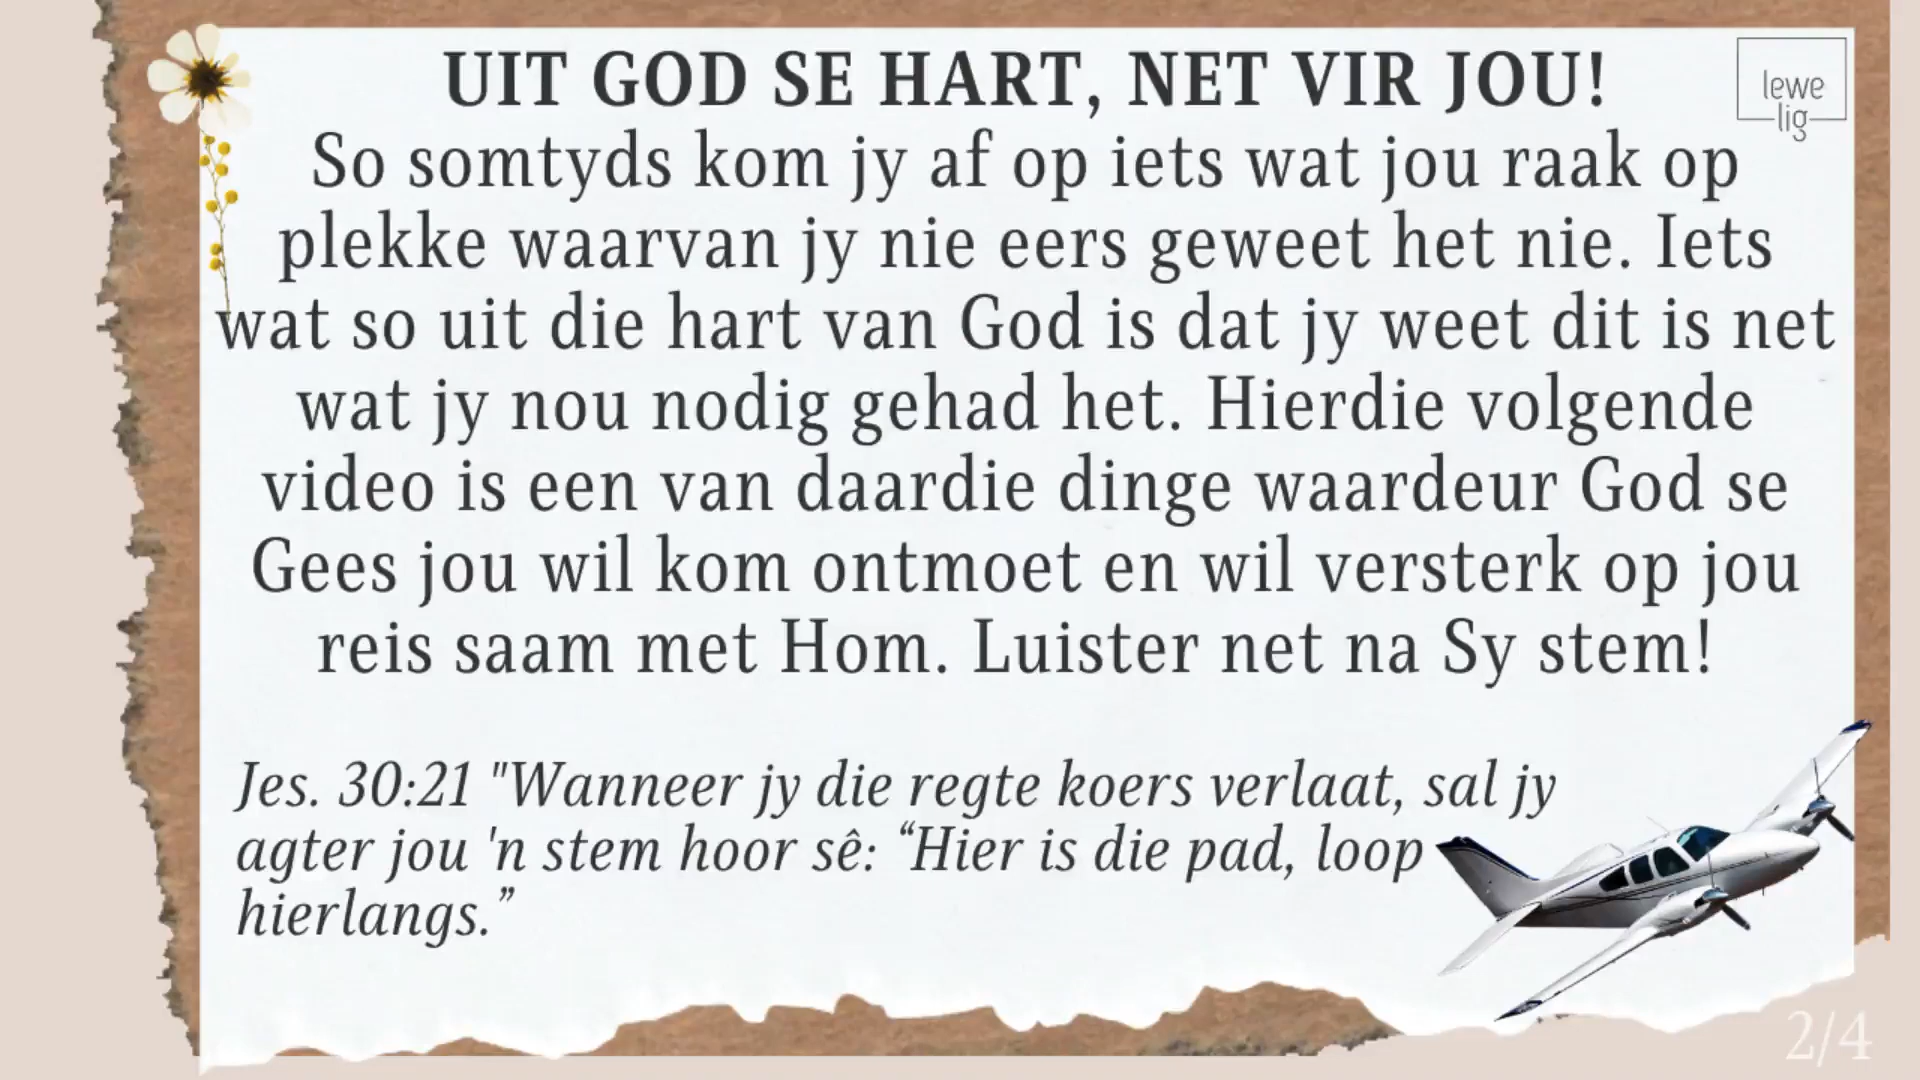 UIT GOD SE HART, NET VIR JOU!
lewe
lig
So somtyds kom jy af op iets wat jou raak op
plekke waarvan jy nie eers geweet het nie. Iets
wat so uit die hart van God is dat jy weet dit is net
wat jy nou nodig gehad het. Hierdie volgende
video is een van daardie dinge waardeur God se
Gees jou wil kom ontmoet en wil versterk op jou
reis saam met Hom. Luister net na Sy stem!
Jes. 30:21 "Wanneer jy die regte koers verlaat, sal jy
agter jou 'n stem hoor sê: “Hier is die pad, loop
hierlangs.”
2/4